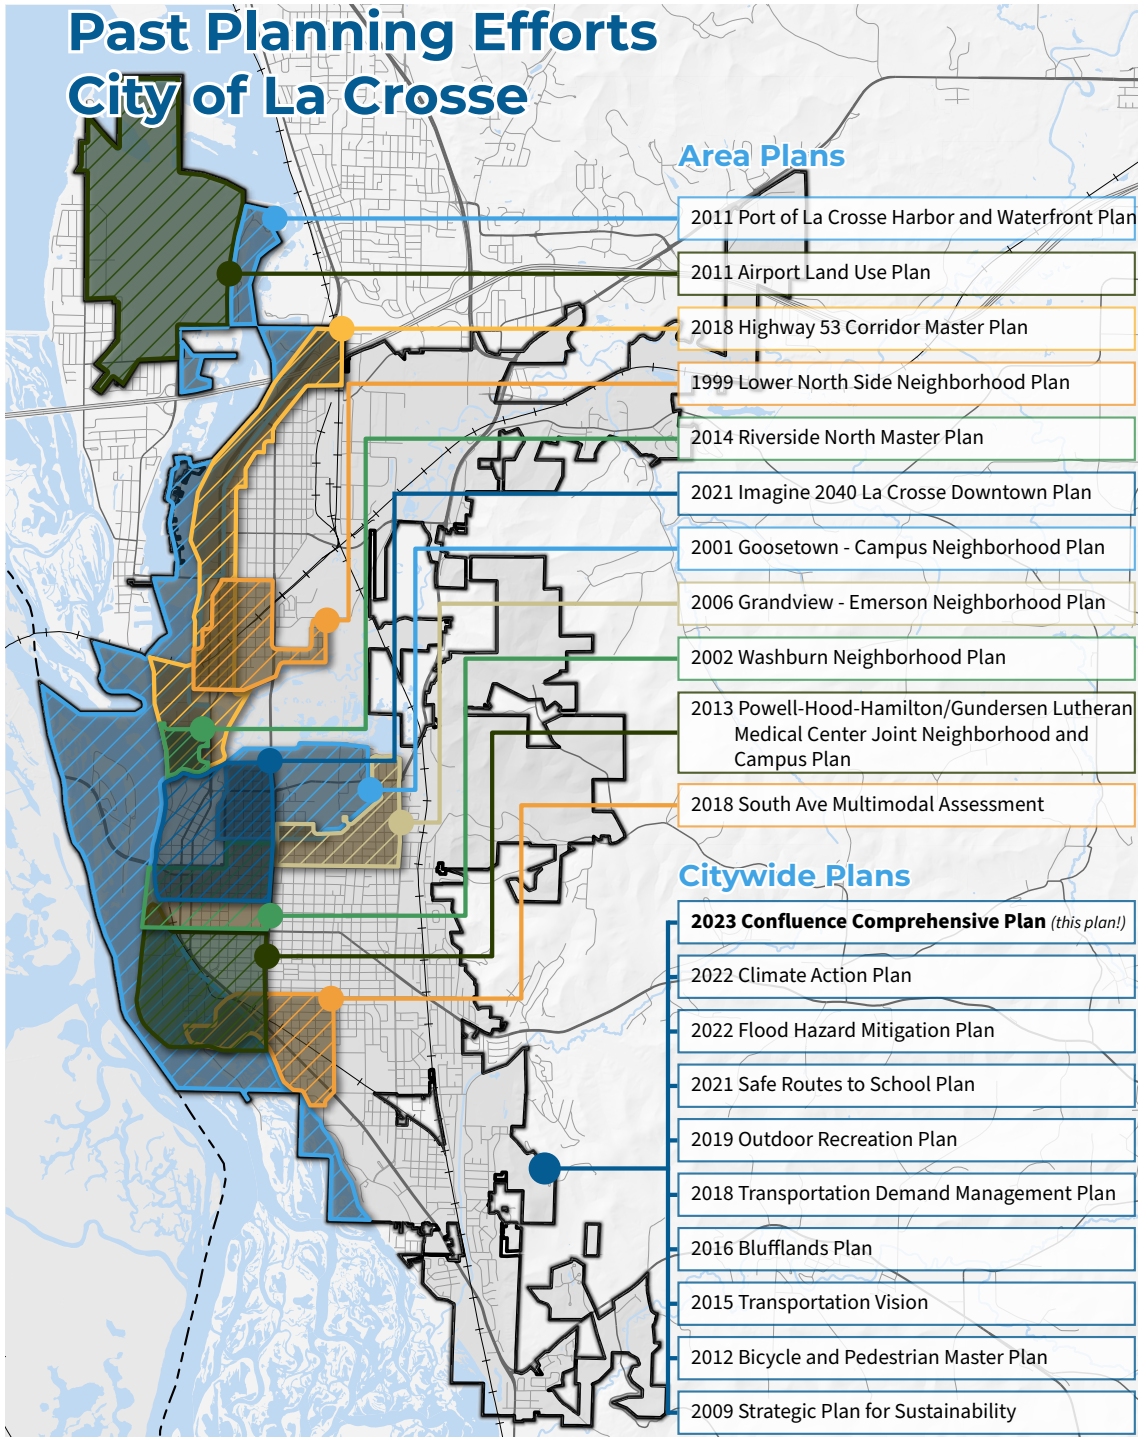 Past Planning Efforts
City of La Crosse
Area Plans
2011 Port of La Crosse Harbor and Waterfront Plan
2011 Airport Land Use Plan
2018 Highway 53 Corridor Master Plan
1999 Lower North Side Neighborhood Plan
2014 Riverside North Master Plan
2021 Imagine 2040 La Crosse Downtown Plan
2001 Goosetown - Campus Neighborhood Plan
2006 Grandview - Emerson Neighborhood Plan
2002 Washburn Neighborhood Plan
2013 Powell-Hood-Hamilton/Gundersen Lutheran
Medical Center Joint Neighborhood and
Campus Plan
2018 South Ave Multimodal Assessment
Citywide Plans
2023 Confluence Comprehensive Plan (this plan!)
2022 Climate Action Plan
2022 Flood Hazard Mitigation Plan
2021 Safe Routes to School Plan
2019 Outdoor Recreation Plan
2018 Transportation Demand Management Plan
2016 Blufflands Plan
2015 Transportation Vision
2012 Bicycle and Pedestrian Master Plan
2009 Strategic Plan for Sustainability